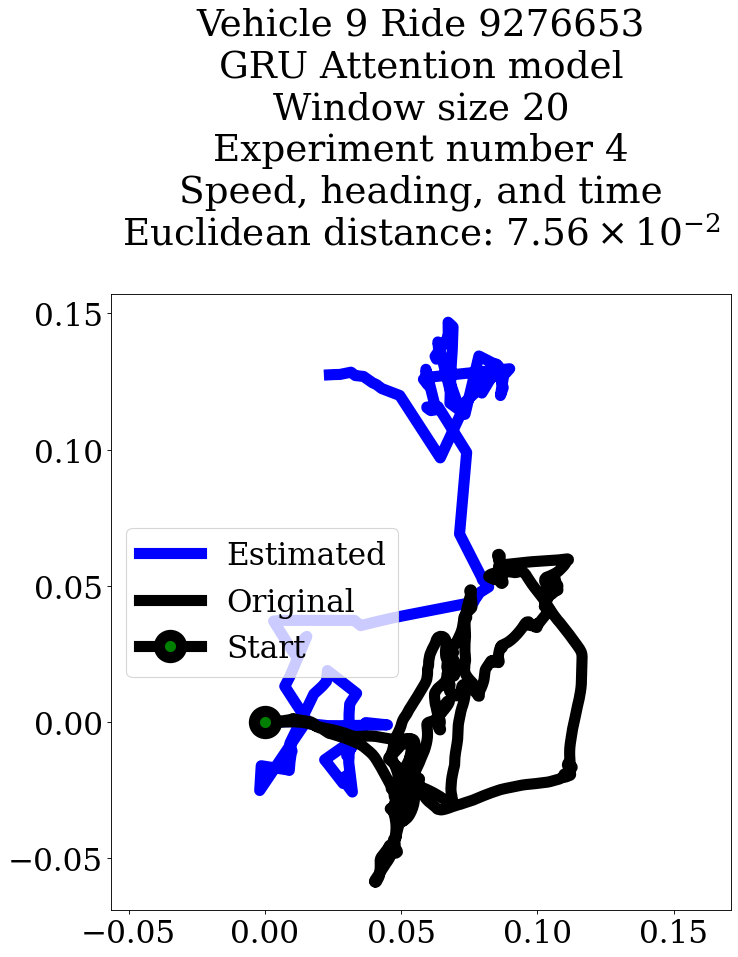 Vehicle 9 Ride 9276653
GRU Attention model
Window size 20
Experiment number 4
Speed, heading, and time
Euclidean distance: 7.56 × 10⁻²
0.15
0.10
0.05
0.00
−0.05
Estimated
Original
Start
−0.05 0.00 0.05 0.10 0.15